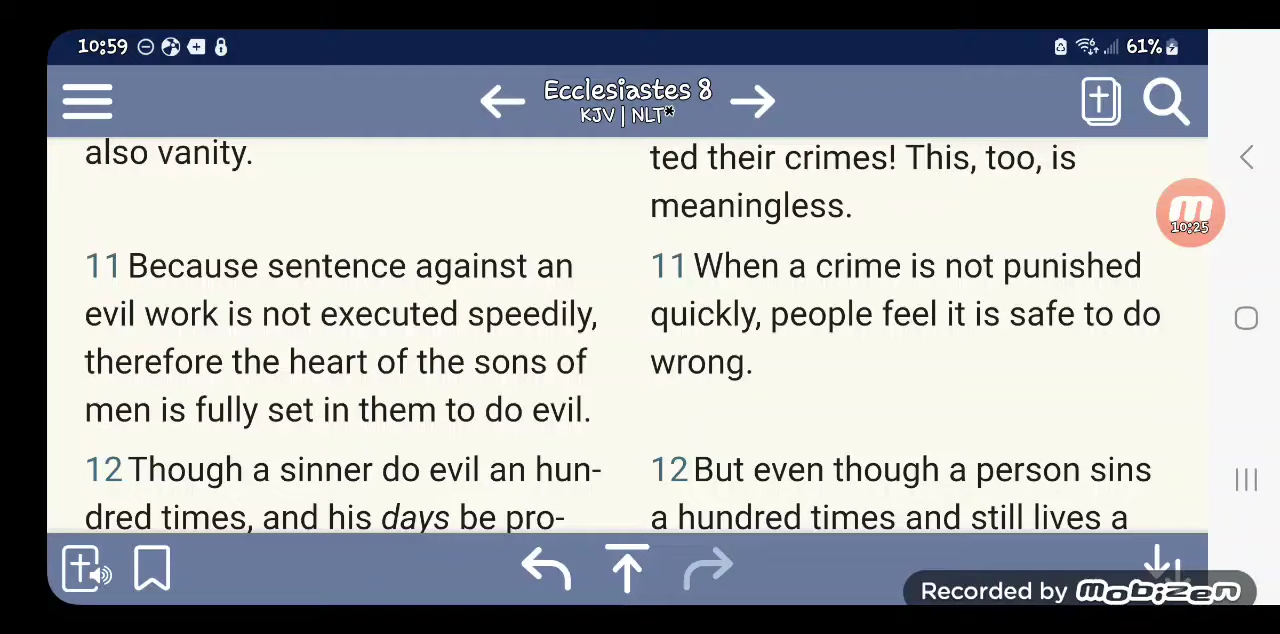 10:59
61%
Ecclesiastes 8
KJV | NLT*
also vanity.
11 Because sentence against an
evil work is not executed speedily,
therefore the heart of the sons of
men is fully set in them to do evil.
12 Though a sinner do evil an hun-
dred times, and his days be pro-
ted their crimes! This, too, is
meaningless.
11 When a crime is not punished
quickly, people feel it is safe to do
wrong.
12 But even though a person sins
a hundred times and still lives a
10:25
Recorded by Mobizen